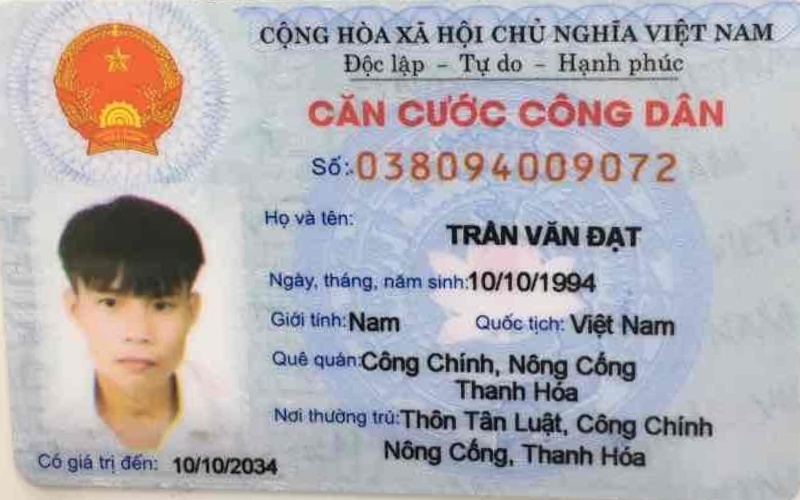 CỘNG HÒA XÃ HỘI CHỦ NGHĨA VIỆT NAM
Độc lập - Tự do - Hạnh phúc
CĂN CƯỚC CÔNG DÂN
Số: 038094009072
Họ và tên:
TRẦN VĂN ĐẠT
Ngày, tháng, năm sinh: 10/10/1994
Giới tính: Nam Quốc tịch: Việt Nam
Quê quán: Công Chính, Nông Cống
Thanh Hóa
Nơi thường trú: Thôn Tân Luật, Công Chính
Nông Cống, Thanh Hóa
Có giá trị đến: 10/10/2034